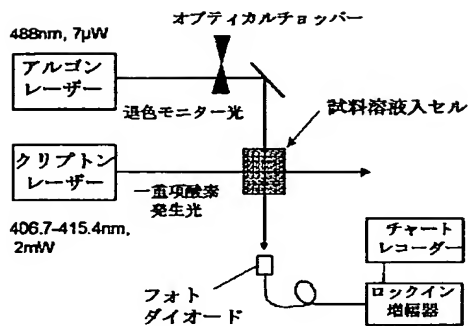 オプティカルチョッパー
488nm, 7μW
アルゴン
レーザー
退色モニター光
試料溶液入セル
クリプトン
レーザー
一重項酸素
発生光
406.7-415.4nm,
2mW
チャート
レコーダー
フォト
ダイオード
ロックイン
増幅器